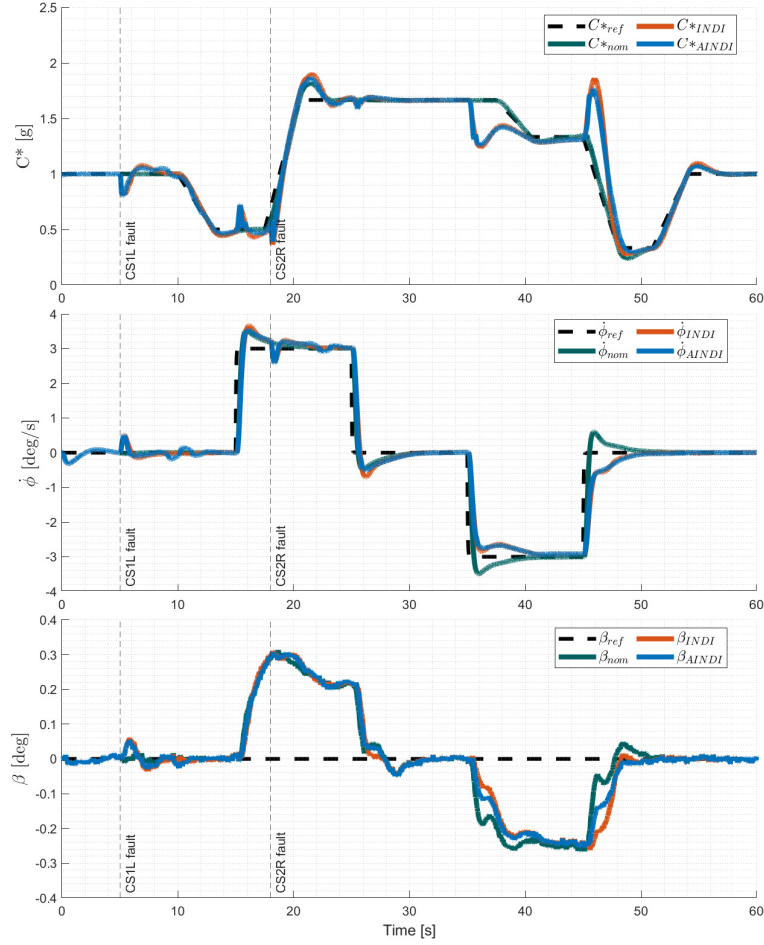 2.5
2
1.5
1
0.5
0
C* [g]
C*ref C*INDI
C*nom C*AINDI
CS1L fault
CS2R fault
0 10 20 30 40 50 60
4
3
2
1
0
-1
-2
-3
-4
ϕ̇ [deg/s]
ϕ̇ref ϕ̇INDI
ϕ̇nom ϕ̇AINDI
CS1L fault
CS2R fault
0 10 20 30 40 50 60
0.4
0.3
0.2
0.1
0
-0.1
-0.2
-0.3
-0.4
β [deg]
βref βINDI
βnom βAINDI
CS1L fault
CS2R fault
0 10 20 30 40 50 60
Time [s]